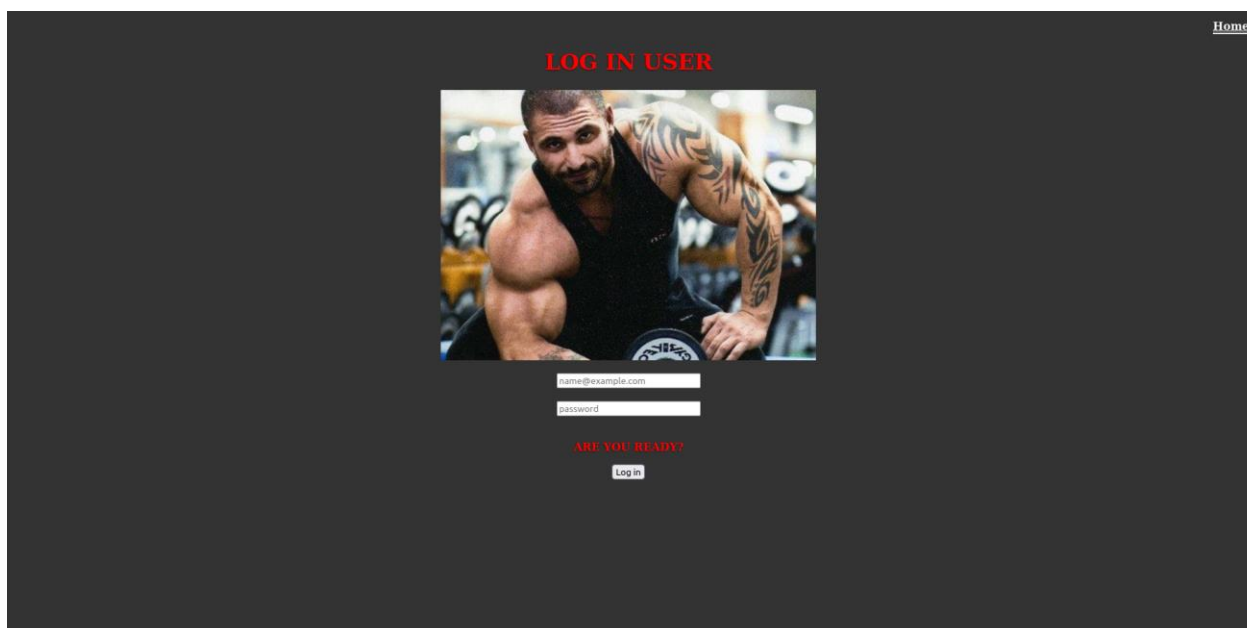 Home
LOG IN USER
name@example.com
password
ARE YOU READY?
Log in